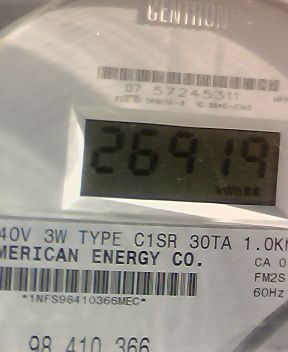 CENTRON
07 57245311
26919
kWh
40V 3W TYPE C1SR 30TA 1.0K
MERICAN ENERGY CO.
CA 0
FM2S
60Hz
*1NFS98410366MEC*
98 410 366